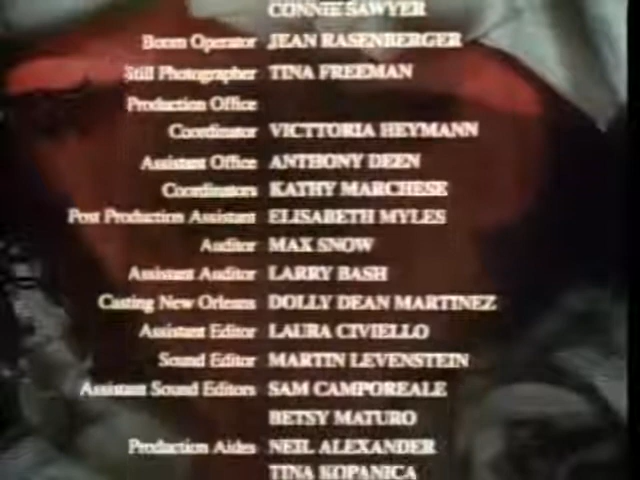 CONNIE SAWYER
Boom Operator JEAN RASENBERGER
Still Photographer TINA FREEMAN
Production Office
Coordinator VICTTORIA HEYMANN
Assistant Office ANTHONY DEEN
Coordinators KATHY MARCHESE
Post Production Assistant ELISABETH MYLES
Auditor MAX SNOW
Assistant Auditor LARRY BASH
Casting New Orleans DOLLY DEAN MARTINEZ
Assistant Editor LAURA CIVIELLO
Sound Editor MARTIN LEVENSTEIN
Assistant Sound Editors SAM CAMPOREALE
BETSY MATURO
Production Aides NEIL ALEXANDER
TINA KOPANICA